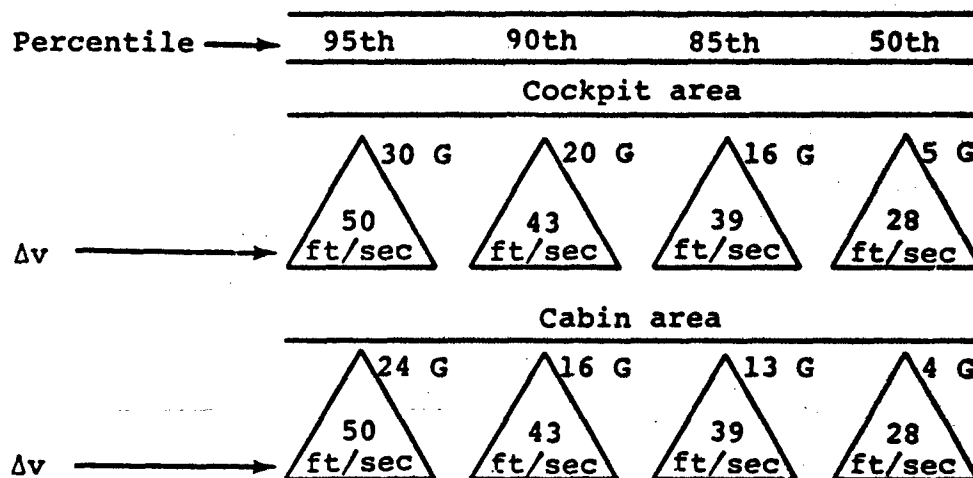 Percentile 95th 90th 85th 50th
Cockpit area
30 G 20 G 16 G 5 G
50 43 39 28
Δv ft/sec ft/sec ft/sec ft/sec
Cabin area
24 G 16 G 13 G 4 G
50 43 39 28
Δv ft/sec ft/sec ft/sec ft/sec